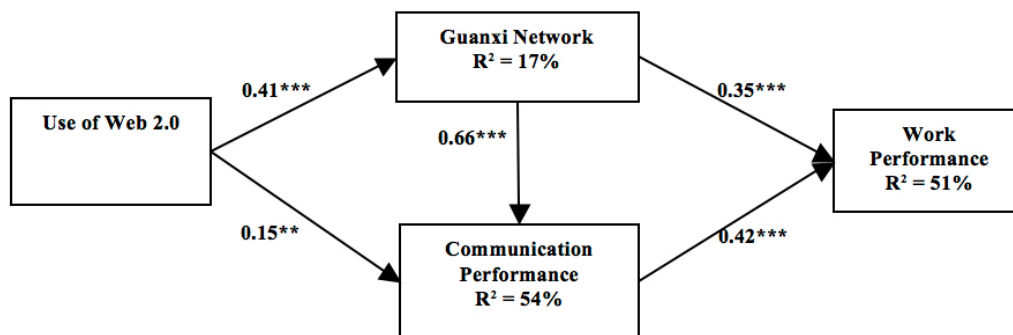 Guanxi Network
R² = 17%
0.41***
0.35***
Use of Web 2.0
0.66***
Work
Performance
R² = 51%
0.15**
Communication
Performance
R² = 54%
0.42***